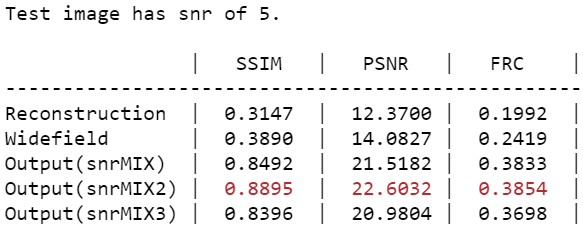 Test image has snr of 5.
| SSIM | PSNR | FRC |
--------------------------------------------------
Reconstruction | 0.3147 | 12.3700 | 0.1992 |
Widefield | 0.3890 | 14.0827 | 0.2419 |
Output(snrMIX) | 0.8492 | 21.5182 | 0.3833 |
Output(snrMIX2) | 0.8895 | 22.6032 | 0.3854 |
Output(snrMIX3) | 0.8396 | 20.9804 | 0.3698 |